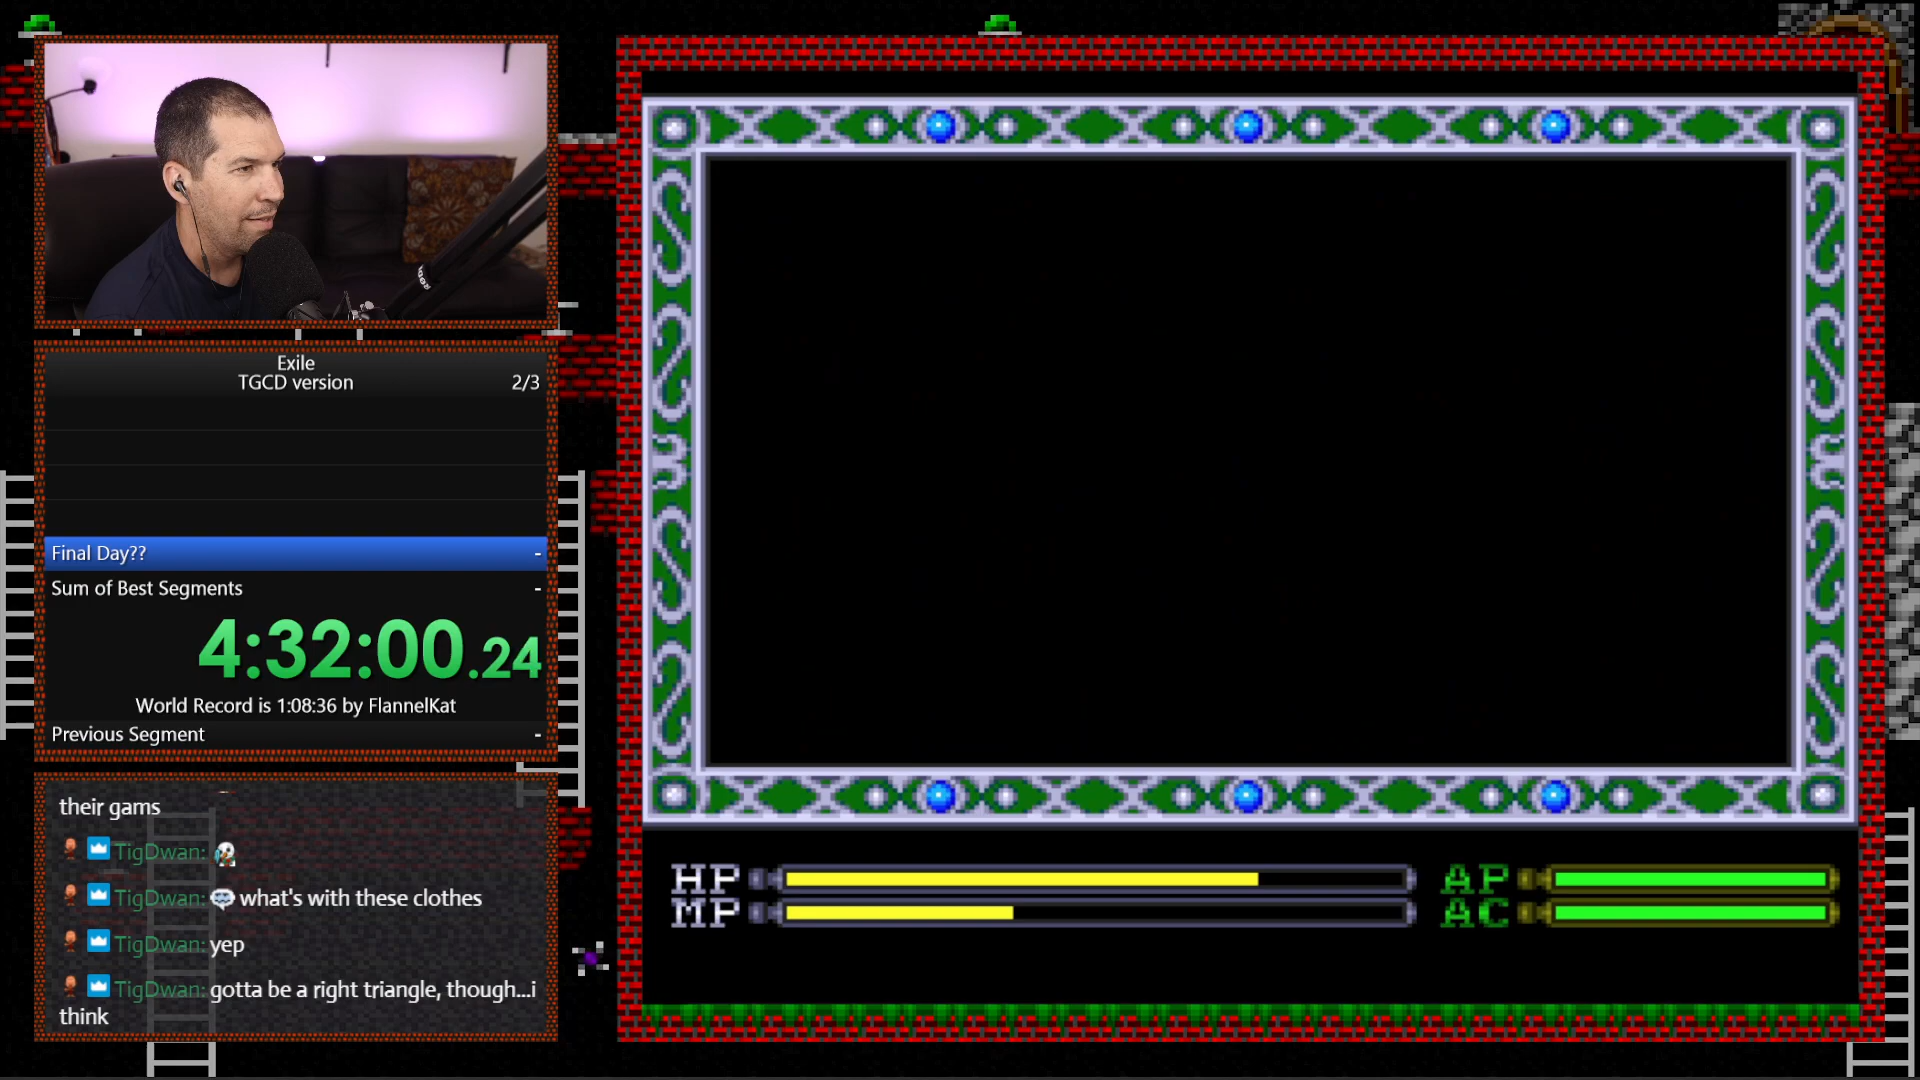 Exile
TGCD version 2/3
Final Day?? -
Sum of Best Segments -
4:32:00.24
World Record is 1:08:36 by FlannelKat
Previous Segment -
their gams
TigDwan:
TigDwan: what's with these clothes
TigDwan: yep
TigDwan: gotta be a right triangle, though...i
think
HP AP
MP AC